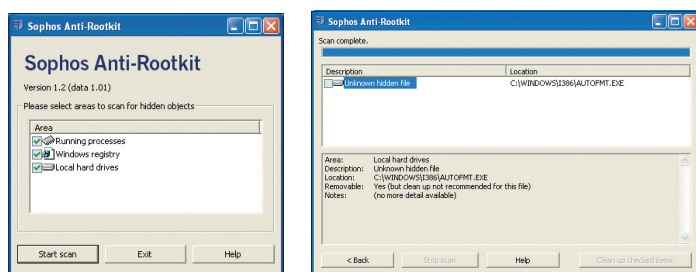 Sophos Anti-Rootkit
Sophos Anti-Rootkit
Version 1.2 (data 1.01)
Please select areas to scan for hidden objects
Area
Running processes
Windows registry
Local hard drives
Start scan Exit Help
Sophos Anti-Rootkit
Scan complete.
Description Location
Unknown hidden file C:\WINDOWS\I386\AUTOFMT.EXE
Area: Local hard drives
Description: Unknown hidden file
Location: C:\WINDOWS\I386\AUTOFMT.EXE
Removable: Yes (but clean up not recommended for this file)
Notes: (no more detail available)
< Back Stop scan Help Clean up checked items